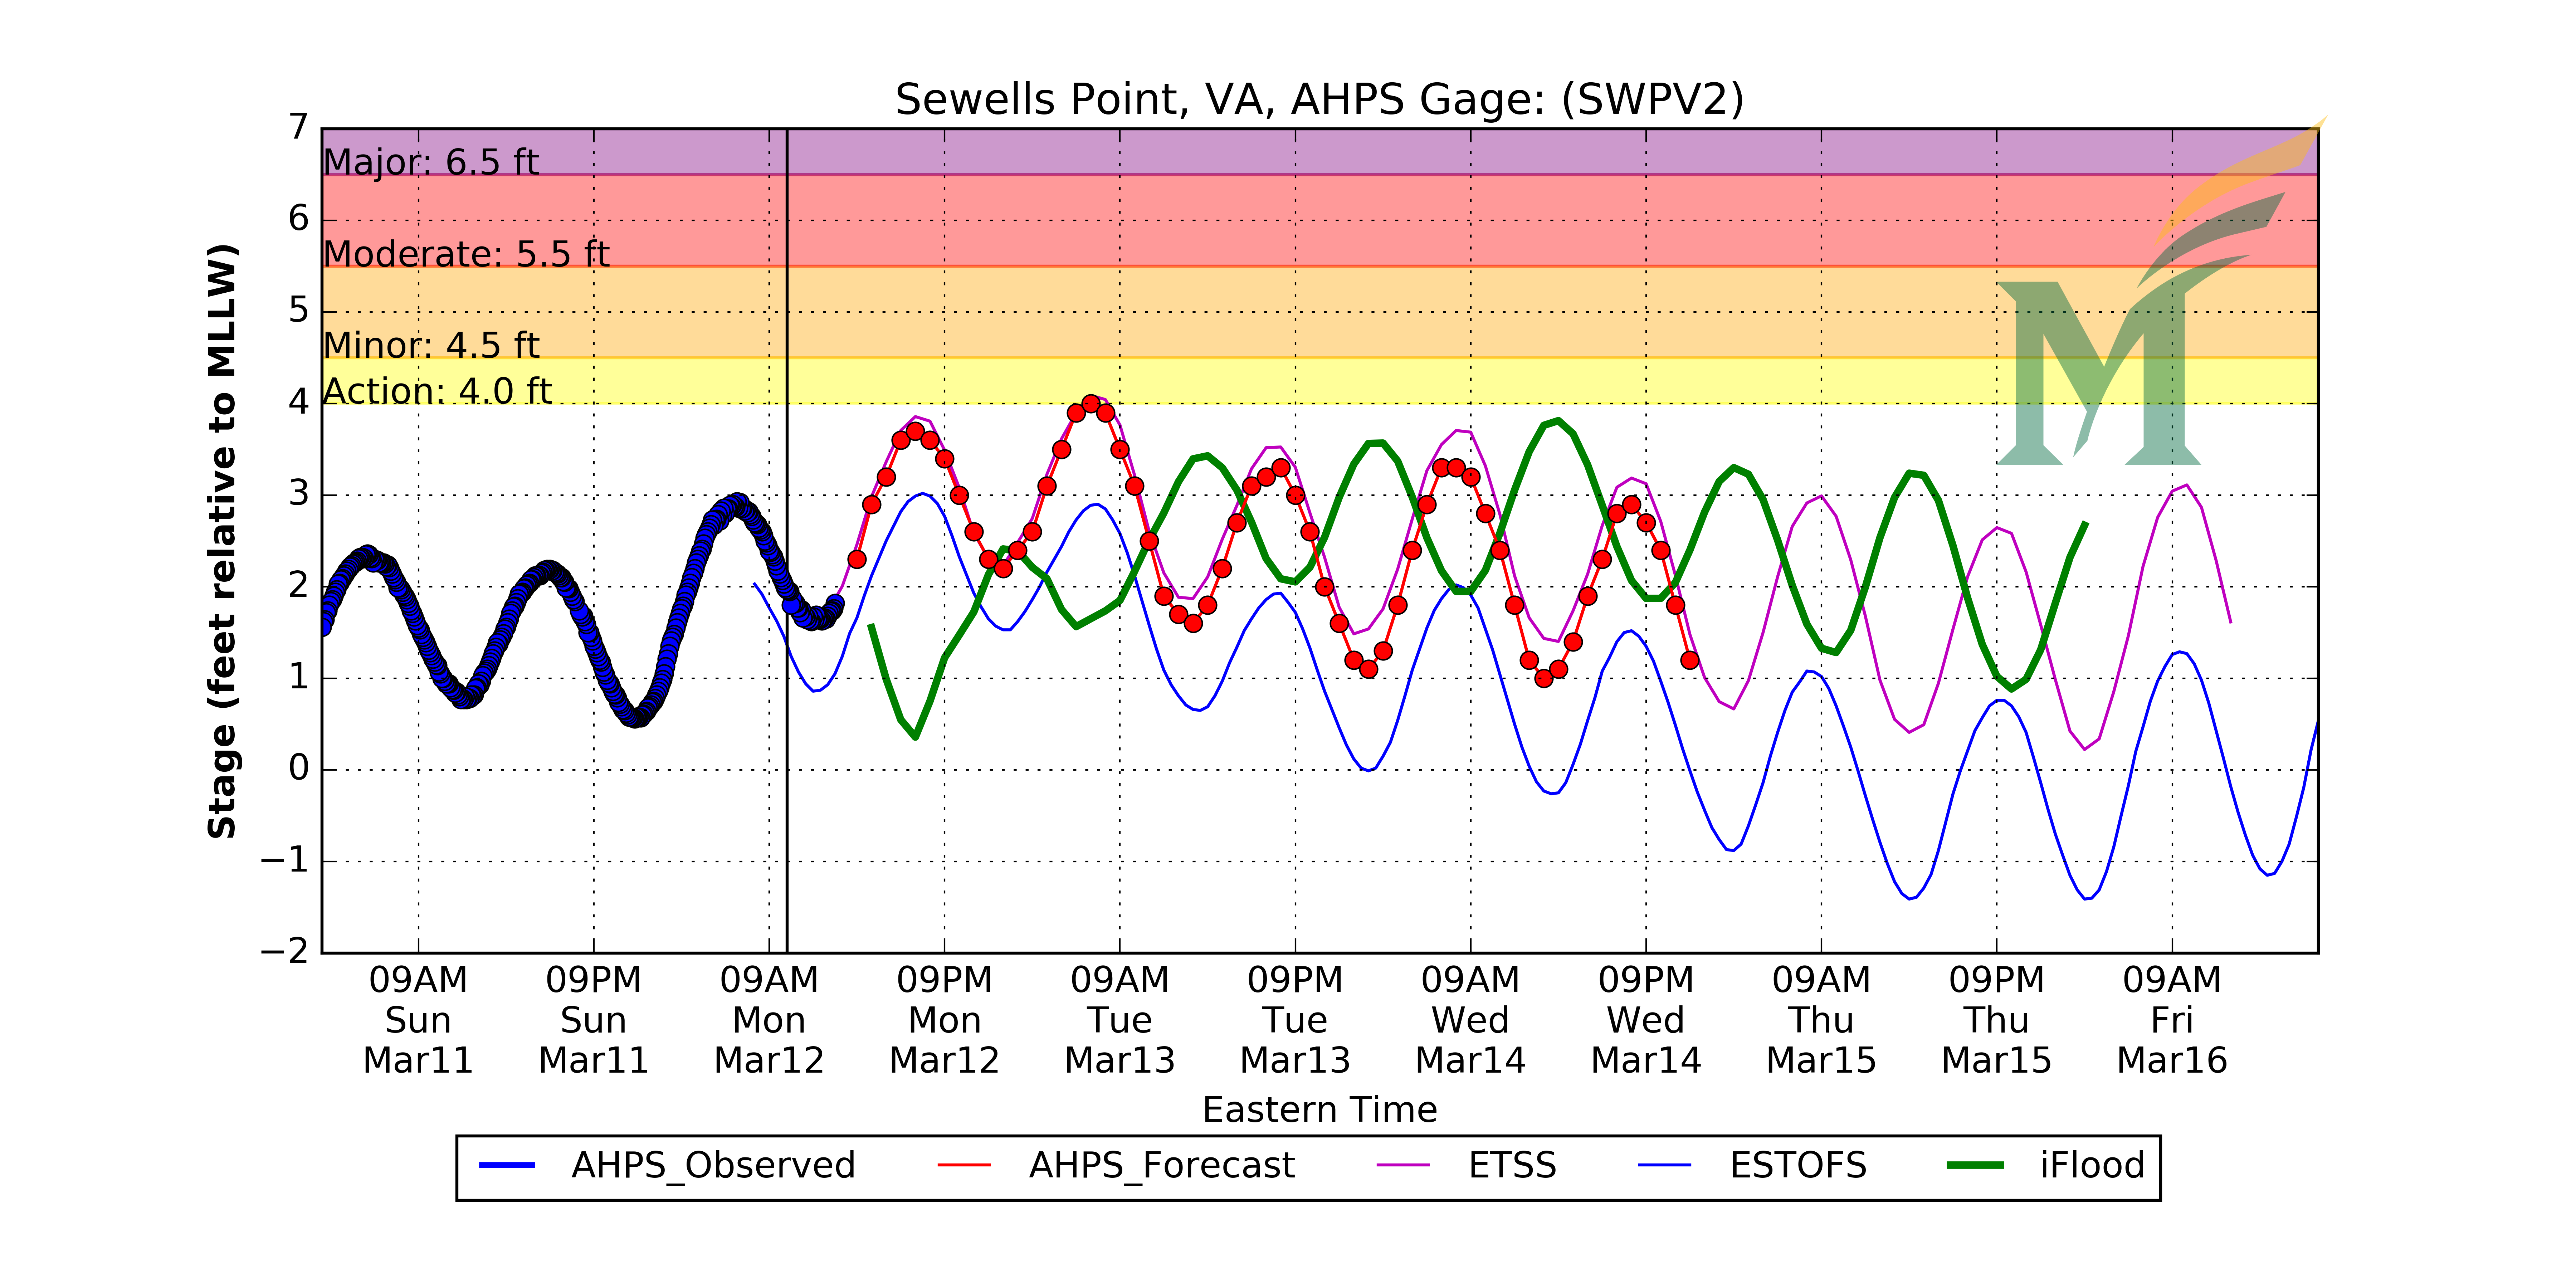 Sewells Point, VA, AHPS Gage: (SWPV2)
Stage (feet relative to MLLW)
7
6
5
4
3
2
1
0
−1
−2
Major: 6.5 ft
Moderate: 5.5 ft
Minor: 4.5 ft
Action: 4.0 ft
M
09AM 09PM 09AM 09PM 09AM 09PM 09AM 09PM 09AM 09PM 09AM
Sun Sun Mon Mon Tue Tue Wed Wed Thu Thu Fri
Mar11 Mar11 Mar12 Mar12 Mar13 Mar13 Mar14 Mar14 Mar15 Mar15 Mar16
Eastern Time
AHPS_Observed AHPS_Forecast ETSS ESTOFS iFlood